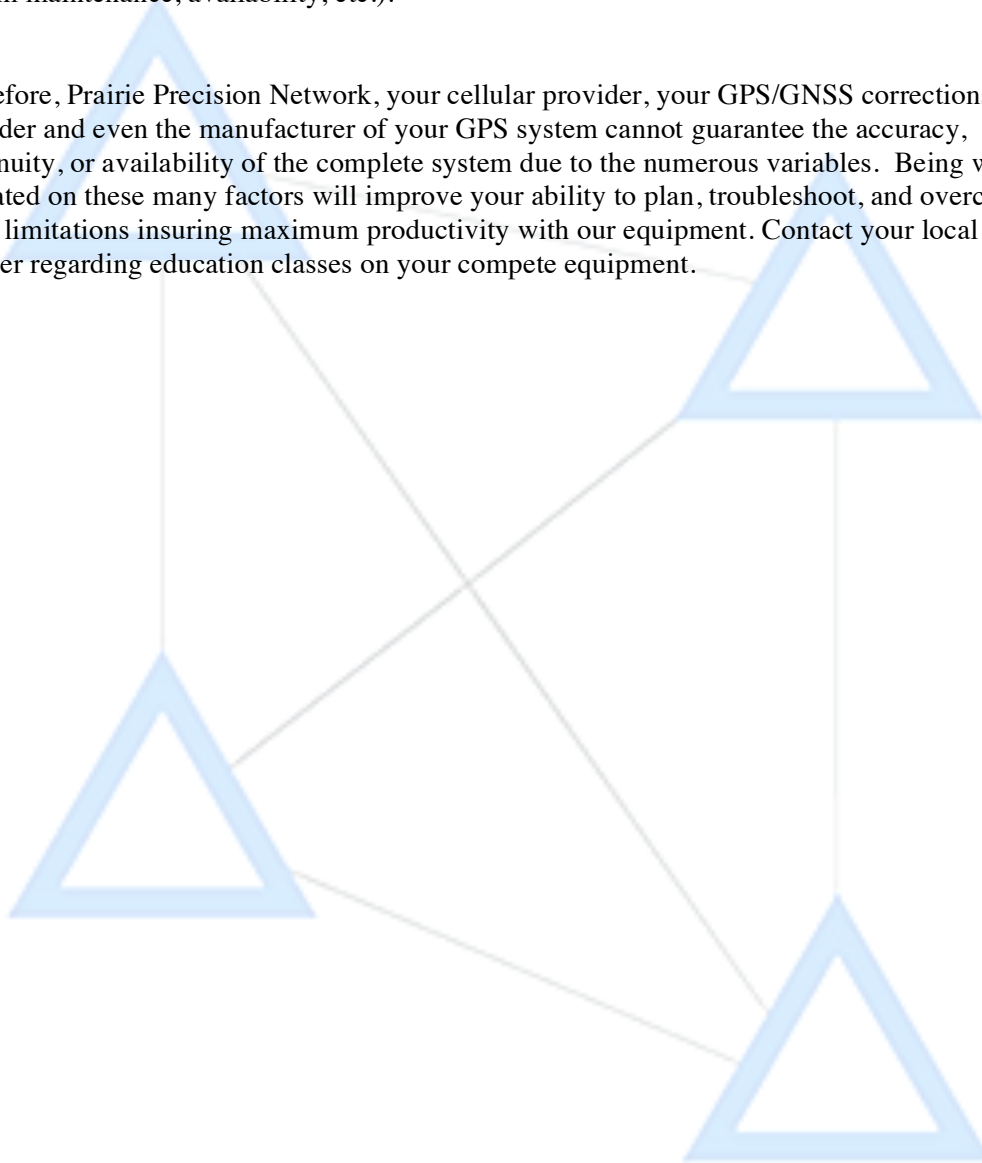 maintenance, availability, etc.).
efore, Prairie Precision Network, your cellular provider, your GPS/GNSS correction
der and even the manufacturer of your GPS system cannot guarantee the accuracy,
nuity, or availability of the complete system due to the numerous variables.  Being w
ated on these many factors will improve your ability to plan, troubleshoot, and overc
limitations insuring maximum productivity with our equipment. Contact your local
er regarding education classes on your compete equipment.